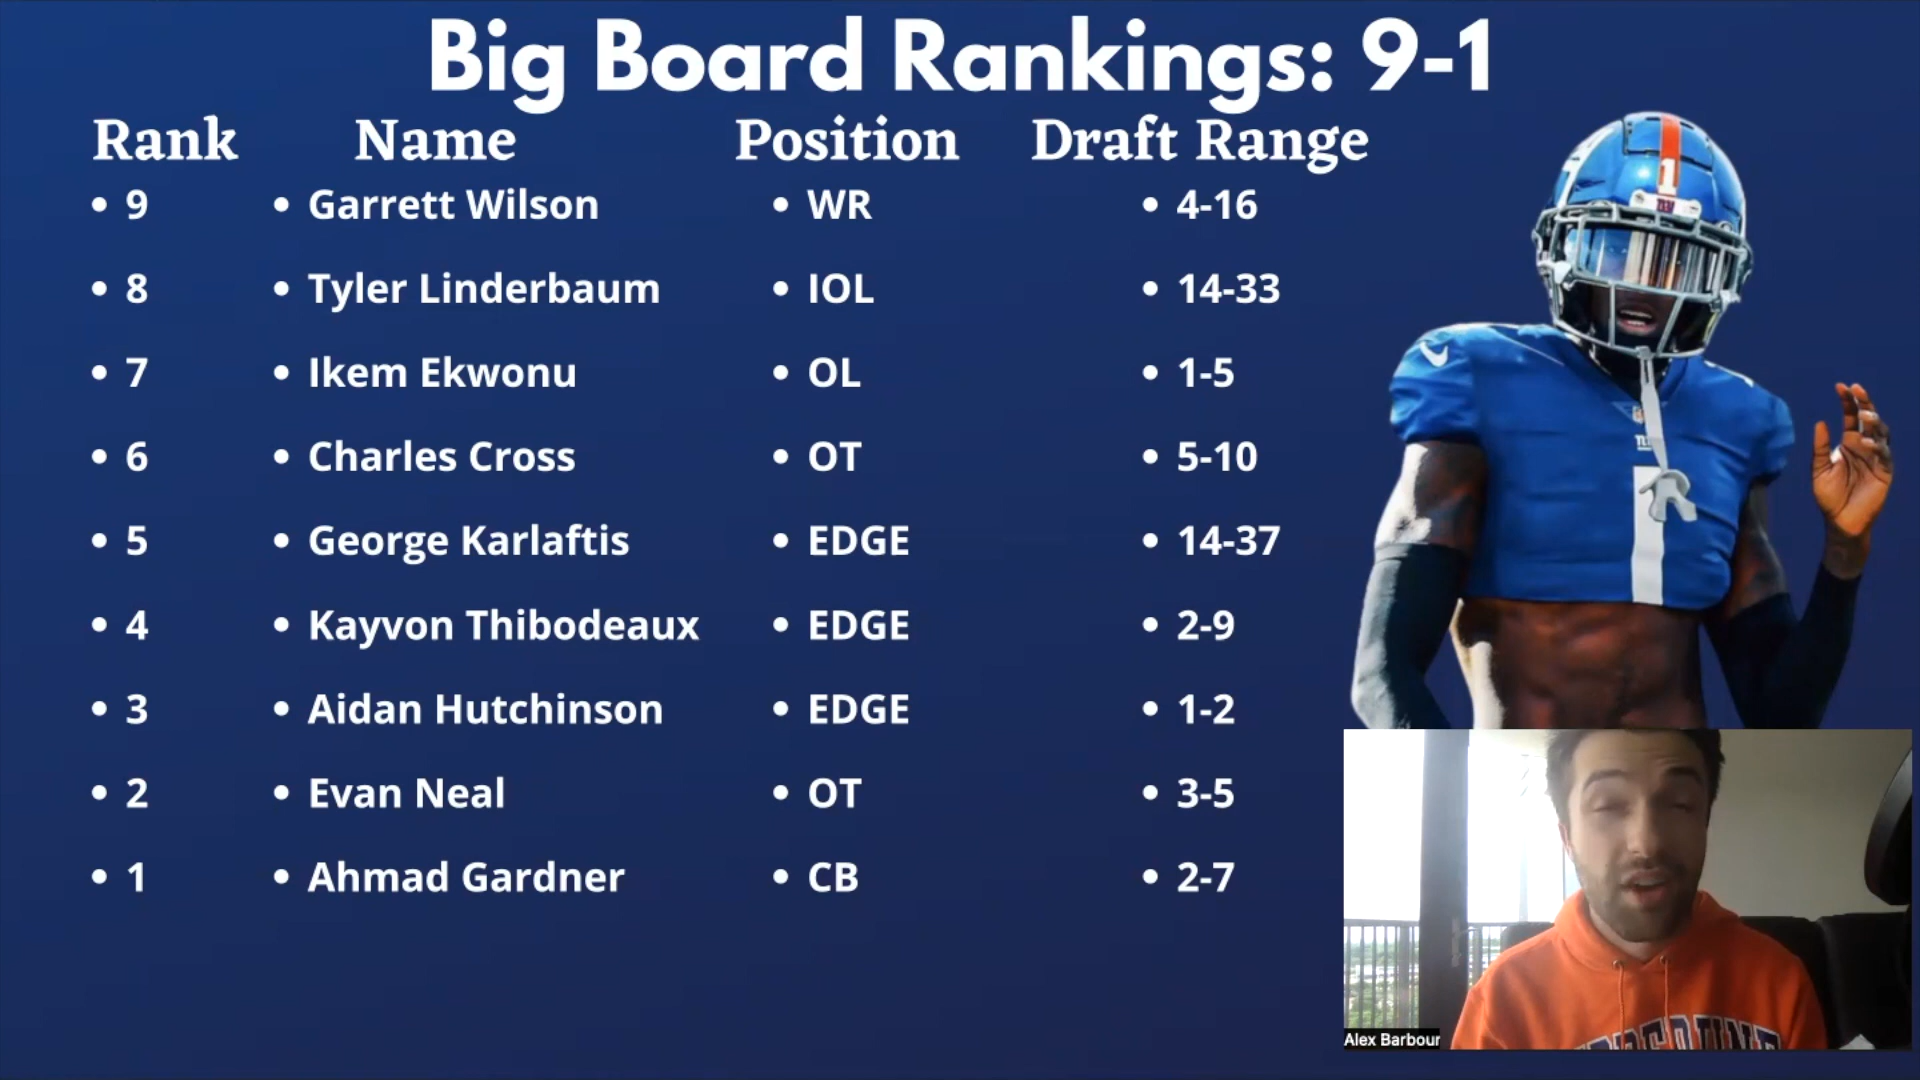 Big Board Rankings: 9-1
Rank Name Position Draft Range
• 9 • Garrett Wilson • WR • 4-16
• 8 • Tyler Linderbaum • IOL • 14-33
• 7 • Ikem Ekwonu • OL • 1-5
• 6 • Charles Cross • OT • 5-10
• 5 • George Karlaftis • EDGE • 14-37
• 4 • Kayvon Thibodeaux • EDGE • 2-9
• 3 • Aidan Hutchinson • EDGE • 1-2
• 2 • Evan Neal • OT • 3-5
• 1 • Ahmad Gardner • CB • 2-7
1
ny
1
Alex Barbour